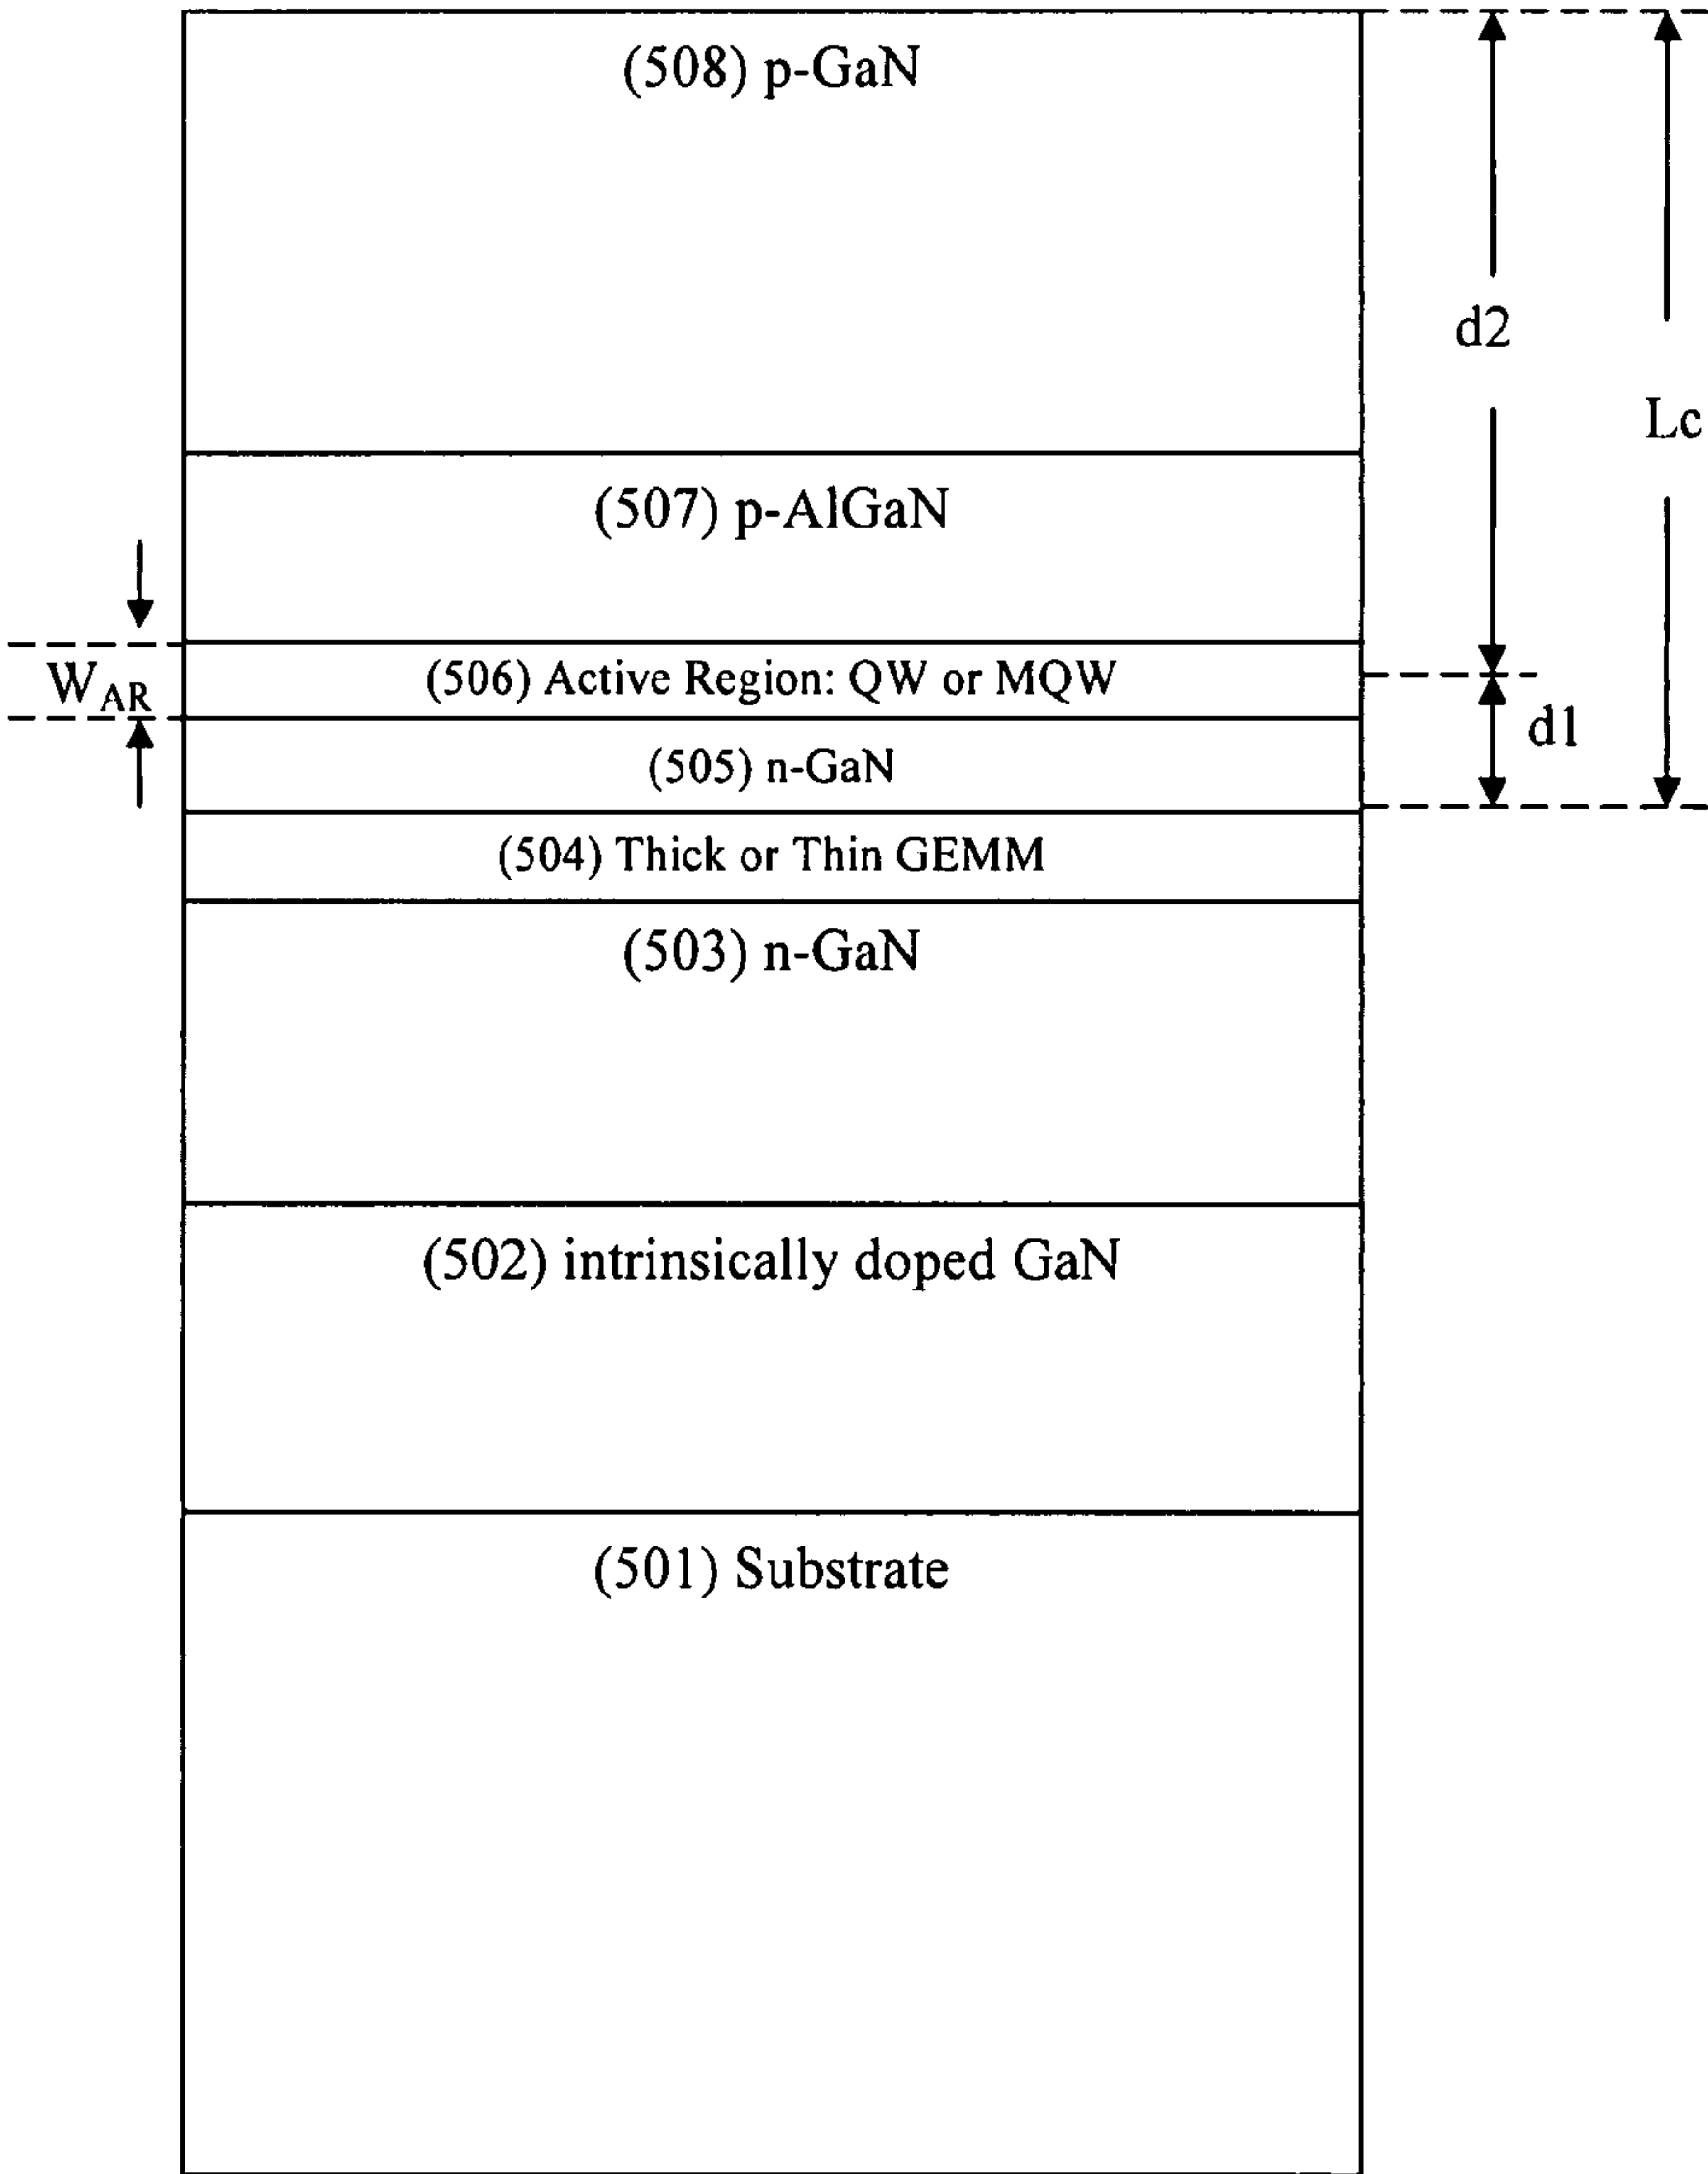 (508) p-GaN
d2
Lc
(507) p-AlGaN
W_AR
(506) Active Region: QW or MQW
d1
(505) n-GaN
(504) Thick or Thin GEMM
(503) n-GaN
(502) intrinsically doped GaN
(501) Substrate